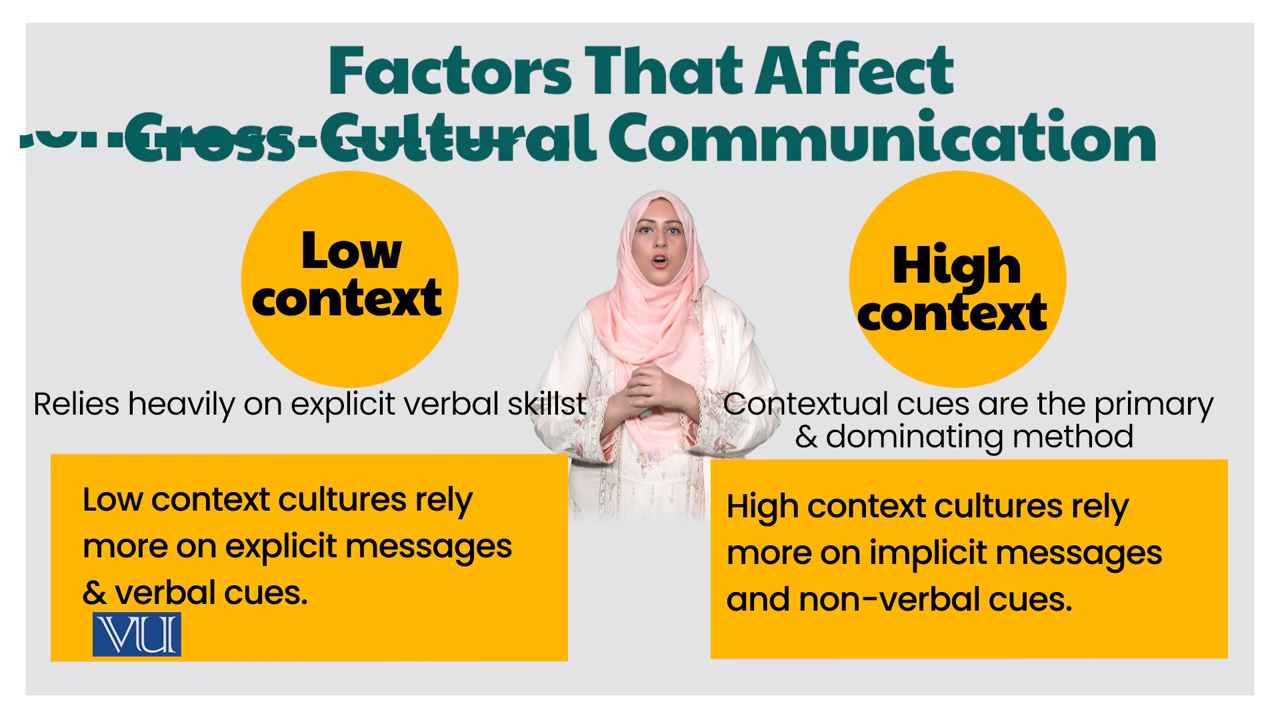 Factors That Affect
Cross-Cultural Communication
Low
context
High
context
Relies heavily on explicit verbal skillst
Contextual cues are the primary
& dominating method
Low context cultures rely
more on explicit messages
& verbal cues.
High context cultures rely
more on implicit messages
and non-verbal cues.
VU